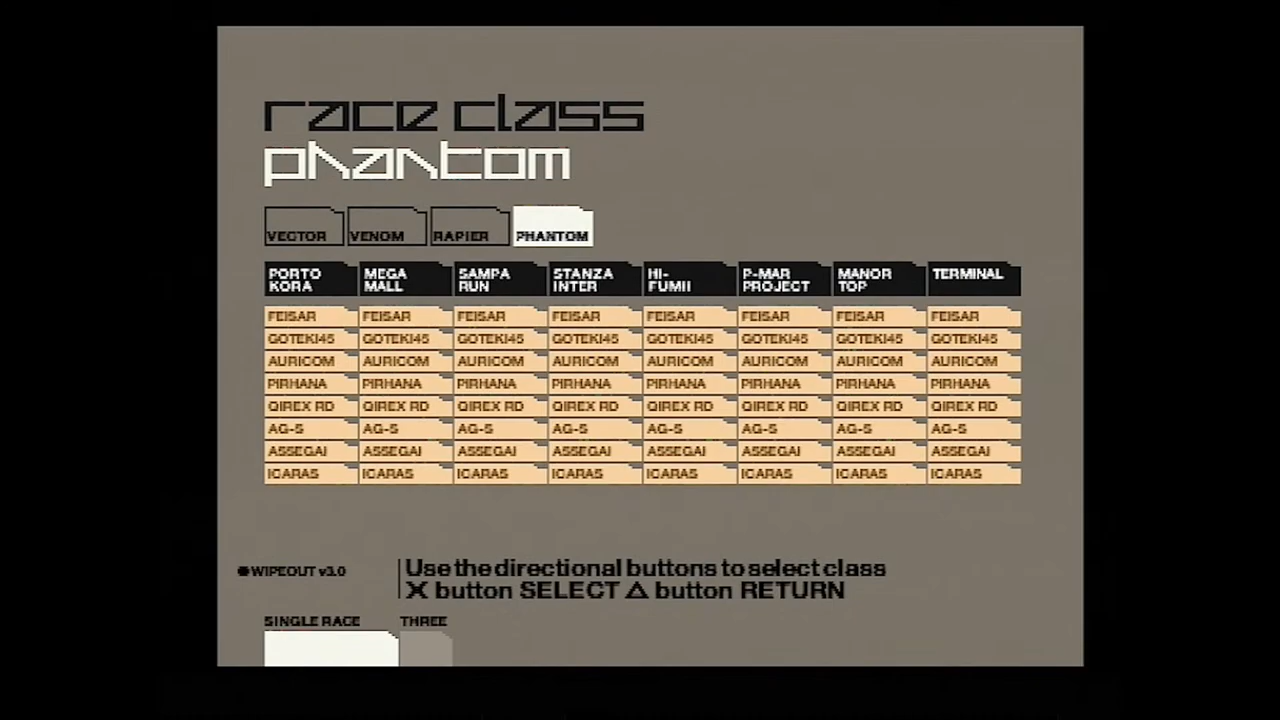 race class
phantom
VECTOR VENOM RAPIER PHANTOM
PORTO KORA MEGA MALL SAMPA RUN STANZA INTER HI-FUMII P-MAR PROJECT MANOR TOP TERMINAL
FEISAR FEISAR FEISAR FEISAR FEISAR FEISAR FEISAR FEISAR
GOTEKI45 GOTEKI45 GOTEKI45 GOTEKI45 GOTEKI45 GOTEKI45 GOTEKI45 GOTEKI45
AURICOM AURICOM AURICOM AURICOM AURICOM AURICOM AURICOM AURICOM
PIRHANA PIRHANA PIRHANA PIRHANA PIRHANA PIRHANA PIRHANA PIRHANA
QIREX RD QIREX RD QIREX RD QIREX RD QIREX RD QIREX RD QIREX RD QIREX RD
AG-S AG-S AG-S AG-S AG-S AG-S AG-S AG-S
ASSEGAI ASSEGAI ASSEGAI ASSEGAI ASSEGAI ASSEGAI ASSEGAI ASSEGAI
ICARAS ICARAS ICARAS ICARAS ICARAS ICARAS ICARAS ICARAS
WIPEOUT v3.0
Use the directional buttons to select class
X button SELECT △ button RETURN
SINGLE RACE THREE